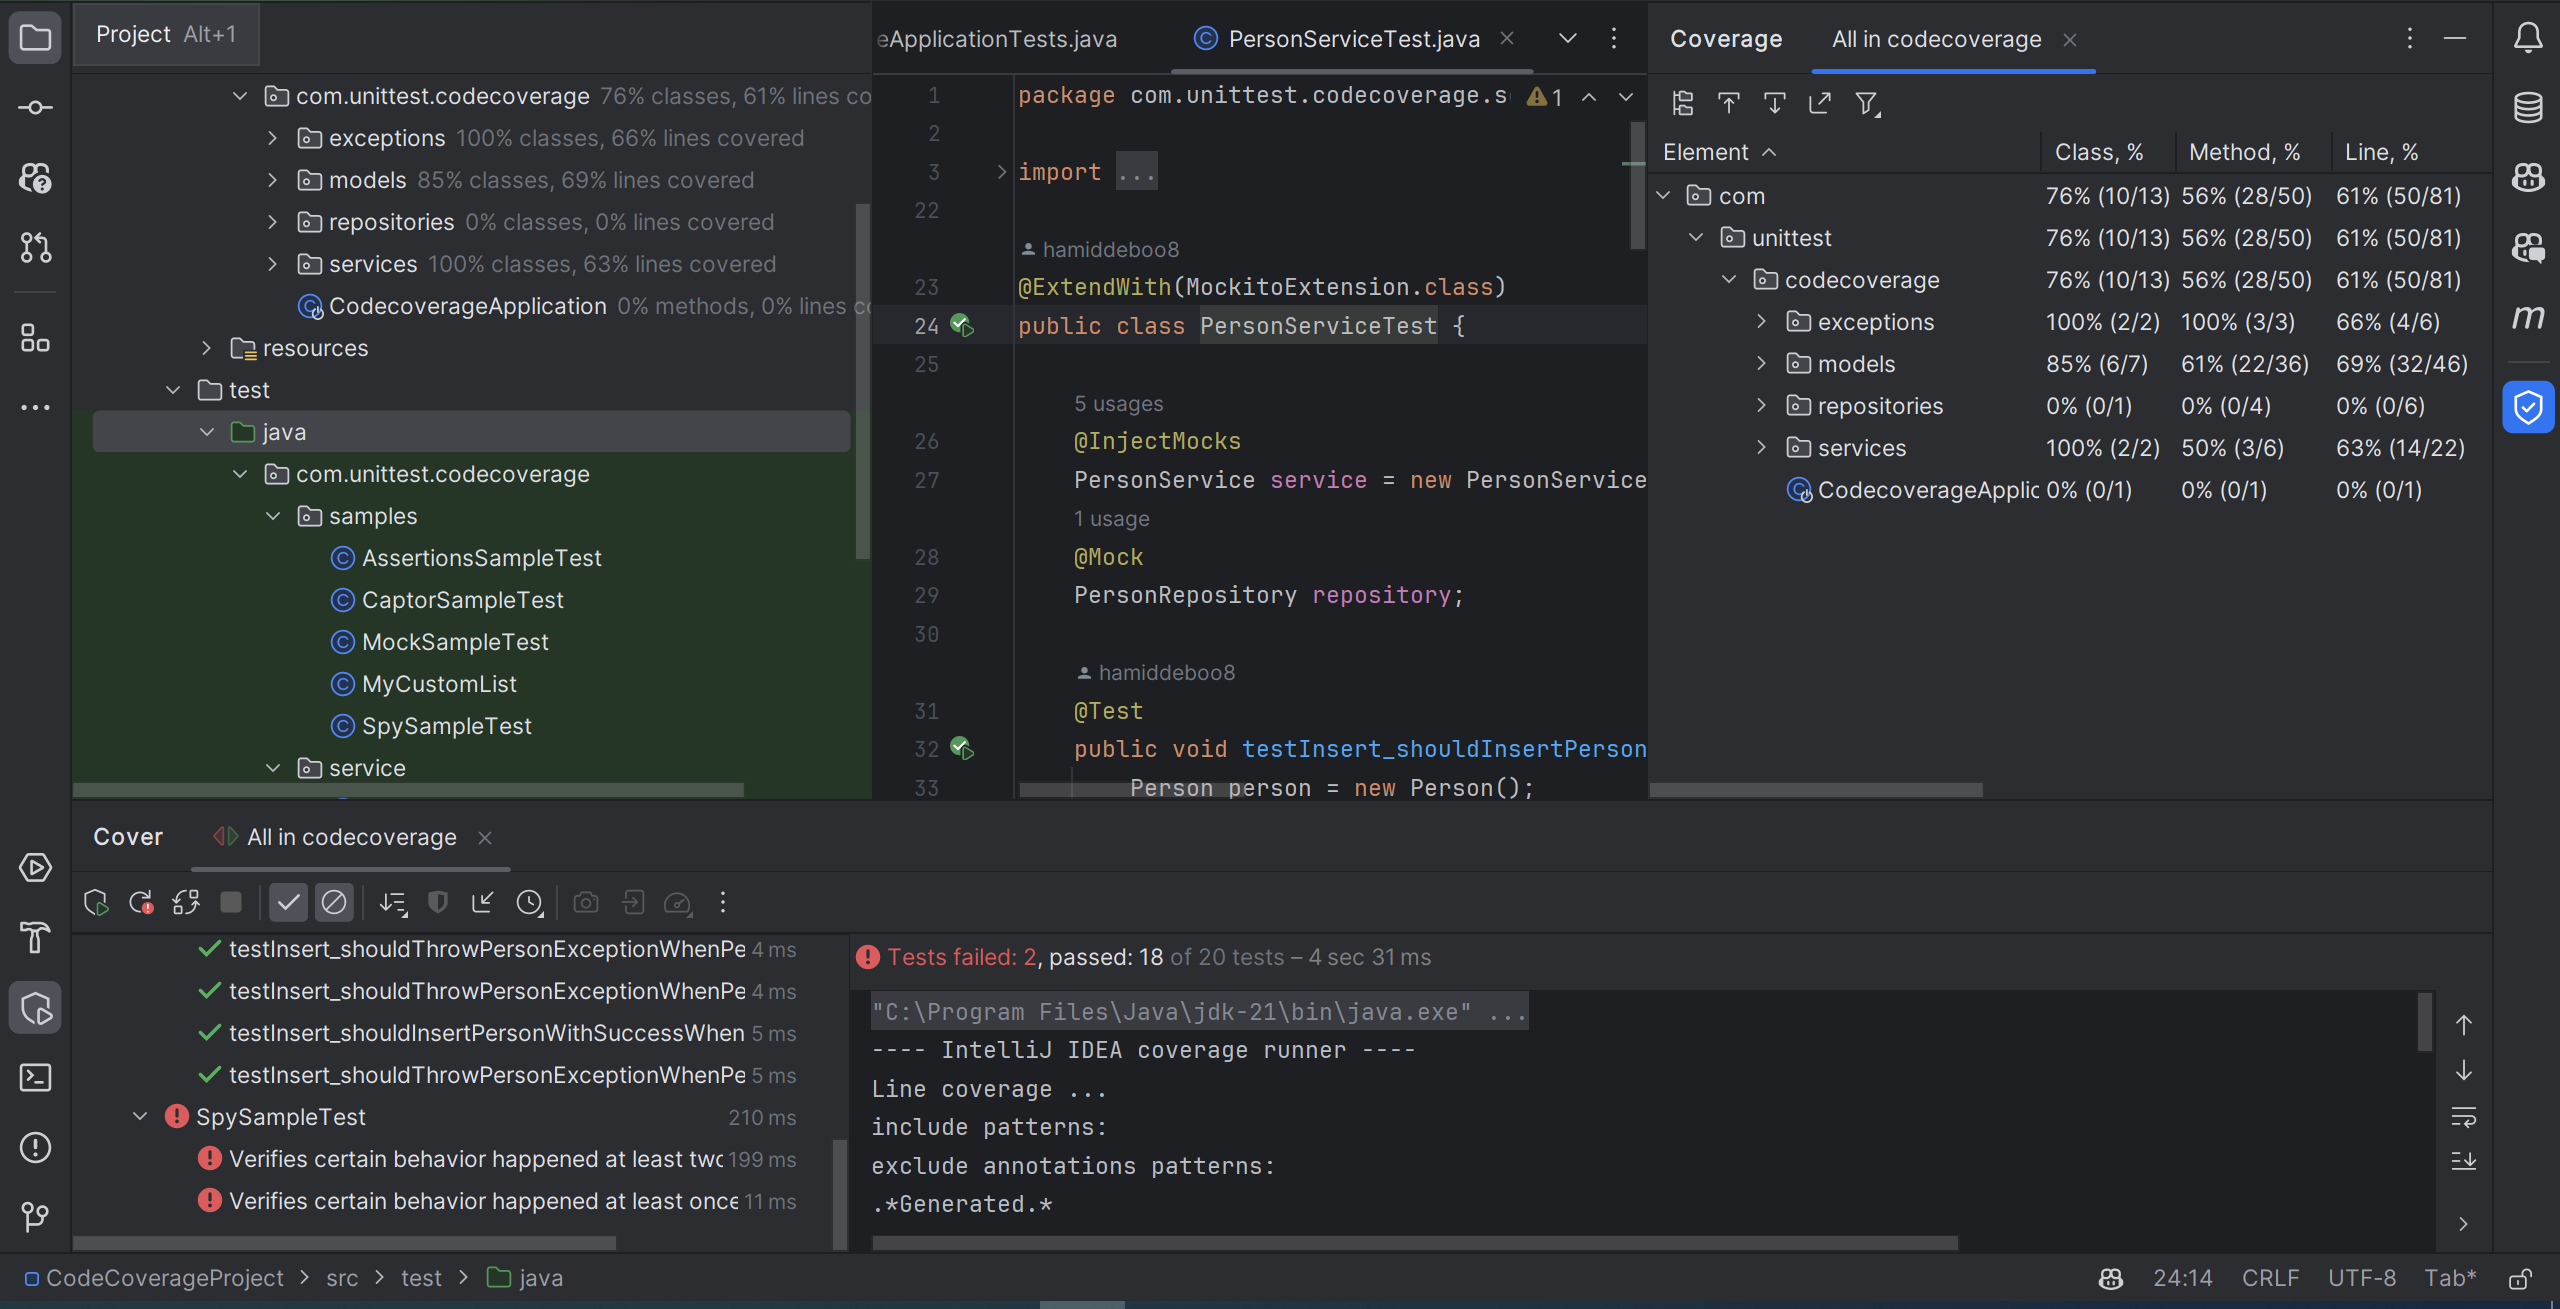 Project Alt+1
com.unittest.codecoverage 76% classes, 61% lines co
exceptions 100% classes, 66% lines covered
models 85% classes, 69% lines covered
repositories 0% classes, 0% lines covered
services 100% classes, 63% lines covered
CodecoverageApplication 0% methods, 0% lines c
resources
test
java
com.unittest.codecoverage
samples
AssertionsSampleTest
CaptorSampleTest
MockSampleTest
MyCustomList
SpySampleTest
service
eApplicationTests.java PersonServiceTest.java
1 package com.unittest.codecoverage.s 1
2
3 import ...
22
hamiddeboo8
23 @ExtendWith(MockitoExtension.class)
24 public class PersonServiceTest {
25
5 usages
26 @InjectMocks
27 PersonService service = new PersonService
1 usage
28 @Mock
29 PersonRepository repository;
30
hamiddeboo8
31 @Test
32 public void testInsert_shouldInsertPerson
33 Person person = new Person();
Coverage All in codecoverage
Element Class, % Method, % Line, %
com 76% (10/13) 56% (28/50) 61% (50/81)
unittest 76% (10/13) 56% (28/50) 61% (50/81)
codecoverage 76% (10/13) 56% (28/50) 61% (50/81)
exceptions 100% (2/2) 100% (3/3) 66% (4/6)
models 85% (6/7) 61% (22/36) 69% (32/46)
repositories 0% (0/1) 0% (0/4) 0% (0/6)
services 100% (2/2) 50% (3/6) 63% (14/22)
CodecoverageApplic 0% (0/1) 0% (0/1) 0% (0/1)
Cover All in codecoverage
testInsert_shouldThrowPersonExceptionWhenPe 4 ms
testInsert_shouldThrowPersonExceptionWhenPe 4 ms
testInsert_shouldInsertPersonWithSuccessWhen 5 ms
testInsert_shouldThrowPersonExceptionWhenPe 5 ms
SpySampleTest 210 ms
Verifies certain behavior happened at least two 199 ms
Verifies certain behavior happened at least once 11 ms
Tests failed: 2, passed: 18 of 20 tests – 4 sec 31 ms
"C:\Program Files\Java\jdk-21\bin\java.exe" ...
---- IntelliJ IDEA coverage runner ----
Line coverage ...
include patterns:
exclude annotations patterns:
.*Generated.*
CodeCoverageProject > src > test > java
24:14 CRLF UTF-8 Tab*